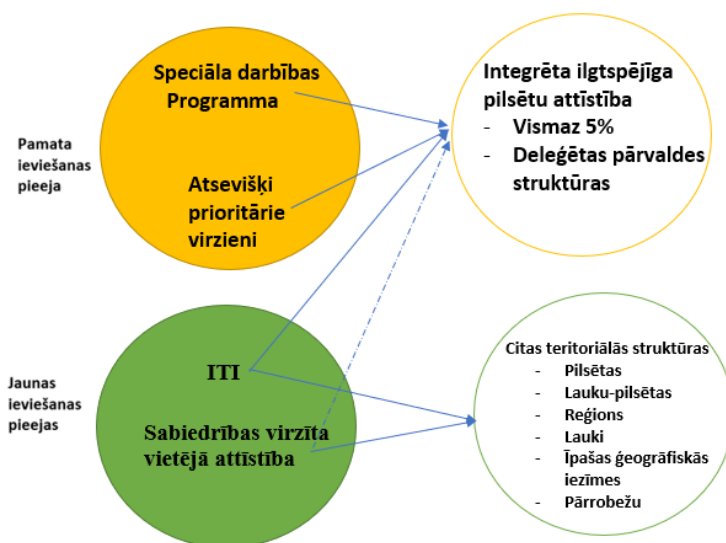 Speciāla darbības
Programma
Integrēta ilgtspējīga
pilsētu attīstība
- Vismaz 5%
- Deleģētas pārvaldes
struktūras
Pamata
ieviešanas
pieeja
Atsevišķi
prioritārie
virzieni
Jaunas
ieviešanas
pieejas
ITI
Sabiedrības virzīta
vietējā attīstība
Citas teritoriālās struktūras
- Pilsētas
- Lauku-pilsētas
- Reģions
- Lauki
- Īpašas ģeogrāfiskās
iezīmes
- Pārrobežu